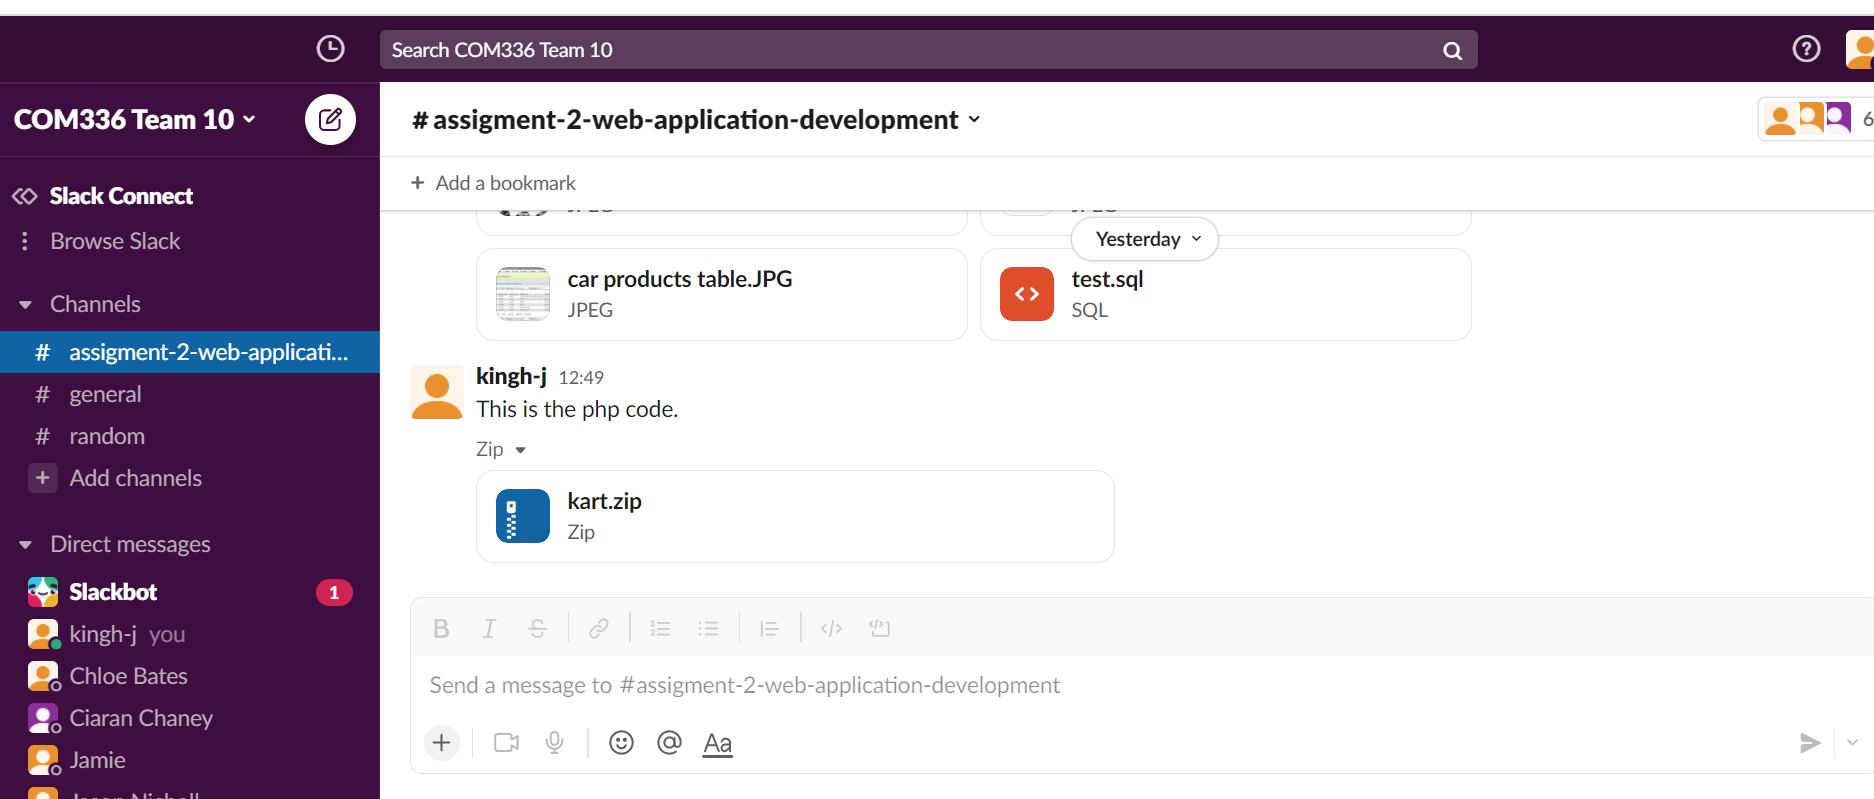 Search COM336 Team 10
COM336 Team 10
#assigment-2-web-application-development
6
+ Add a bookmark
Slack Connect
Browse Slack
Channels
# assigment-2-web-applicati...
# general
# random
+ Add channels
Direct messages
Slackbot 1
kingh-j you
Chloe Bates
Ciaran Chaney
Jamie
JPEG
JPEG
Yesterday
car products table.JPG
JPEG
test.sql
SQL
kingh-j 12:49
This is the php code.
Zip
kart.zip
Zip
B I S
Send a message to #assigment-2-web-application-development
+ @ Aa